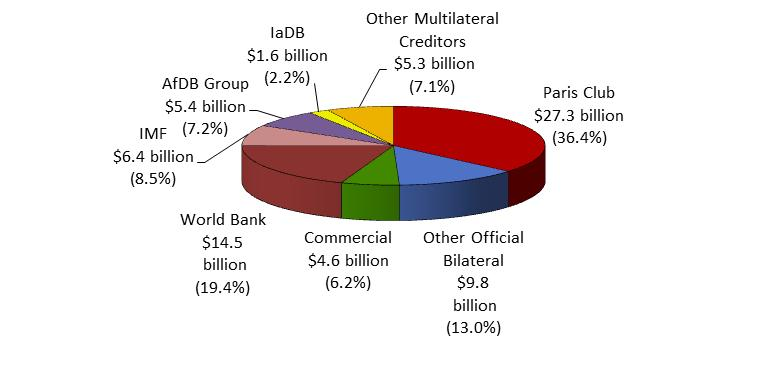 Other Multilateral
Creditors
$5.3 billion
(7.1%)
IaDB
$1.6 billion
(2.2%)
AfDB Group
$5.4 billion
(7.2%)
IMF
$6.4 billion
(8.5%)
Paris Club
$27.3 billion
(36.4%)
World Bank
$14.5
billion
(19.4%)
Commercial
$4.6 billion
(6.2%)
Other Official
Bilateral
$9.8
billion
(13.0%)